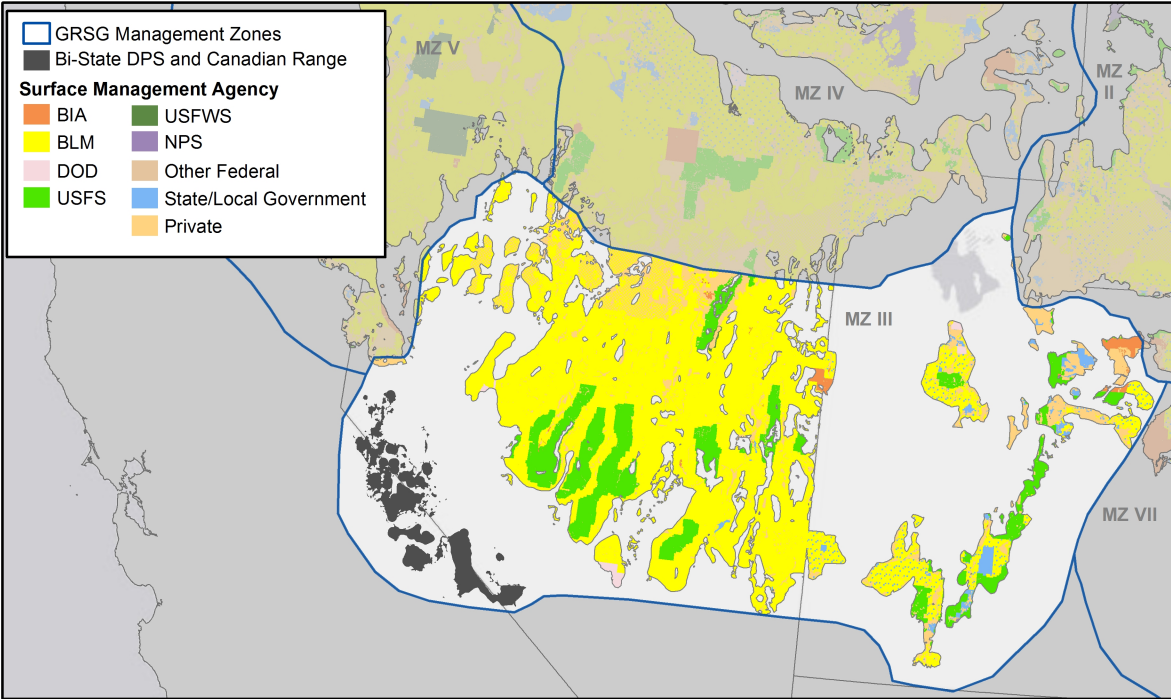 GRSG Management Zones
Bi-State DPS and Canadian Range
Surface Management Agency
BIA
BLM
DOD
USFS
USFWS
NPS
Other Federal
State/Local Government
Private
MZ V
MZ IV
MZ
II
MZ III
MZ VII